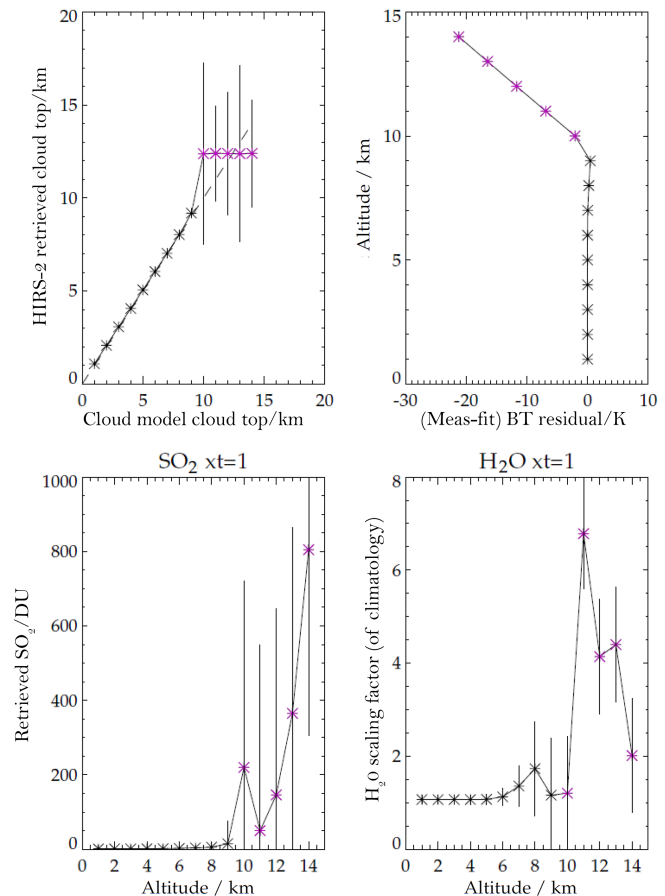 20
15
10
5
0
HIRS-2 retrieved cloud top/km
0 5 10 15 20
Cloud model cloud top/km
15
10
5
0
Altitude / km
-30 -20 -10 0 10
(Meas-fit) BT residual/K
SO₂ xt=1
1000
800
600
400
200
0
Retrieved SO₂/DU
0 2 4 6 8 10 12 14
Altitude / km
H₂O xt=1
8
6
4
2
0
H₂O scaling factor (of climatology)
0 2 4 6 8 10 12 14
Altitude / km